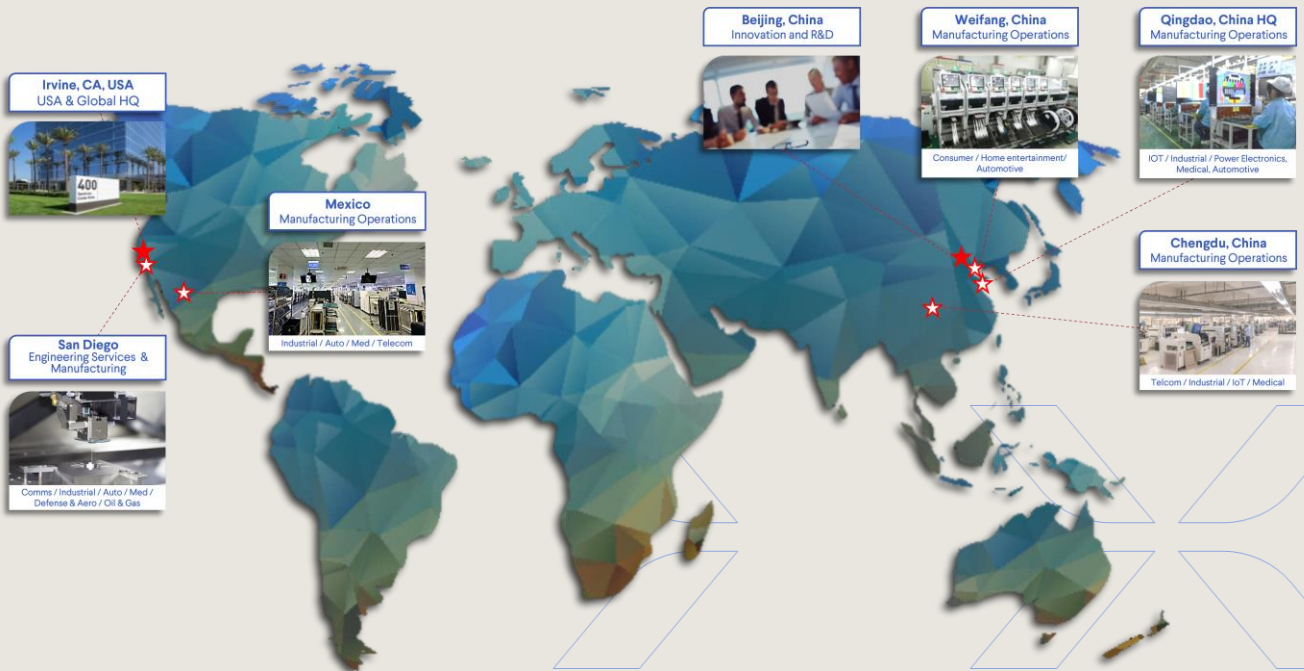 Irvine, CA, USA
USA & Global HQ
400
Mexico
Manufacturing Operations
Industrial / Auto / Med / Telecom
San Diego
Engineering Services &
Manufacturing
Comms / Industrial / Auto / Med /
Defense & Aero / Oil & Gas
Beijing, China
Innovation and R&D
Weifang, China
Manufacturing Operations
Consumer / Home entertainment/
Automotive
Qingdao, China HQ
Manufacturing Operations
IOT / Industrial / Power Electronics,
Medical, Automotive
Chengdu, China
Manufacturing Operations
Telcom / Industrial / IoT / Medical